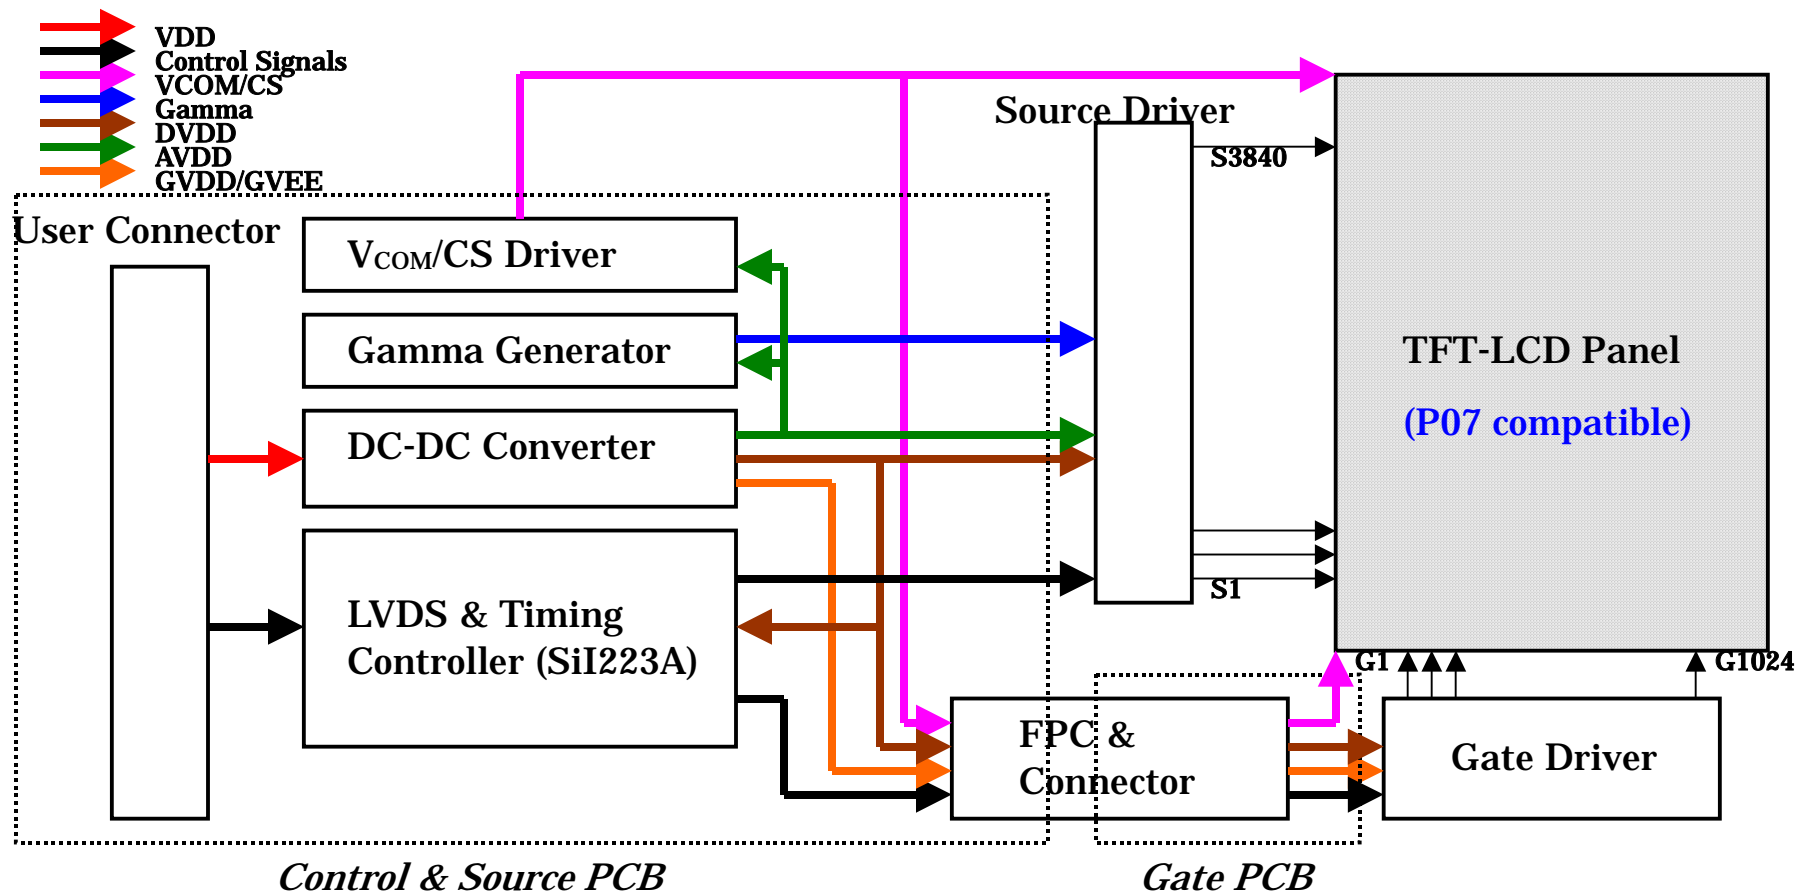 VDD
Control Signals
VCOM/CS
Gamma
DVDD
AVDD
GVDD/GVEE
User Connector
VCOM/CS Driver
Gamma Generator
DC-DC Converter
LVDS & Timing
Controller (SiI223A)
Source Driver
S3840
S1
TFT-LCD Panel
(P07 compatible)
G1
G1024
FPC &
Connector
Gate Driver
Control & Source PCB
Gate PCB